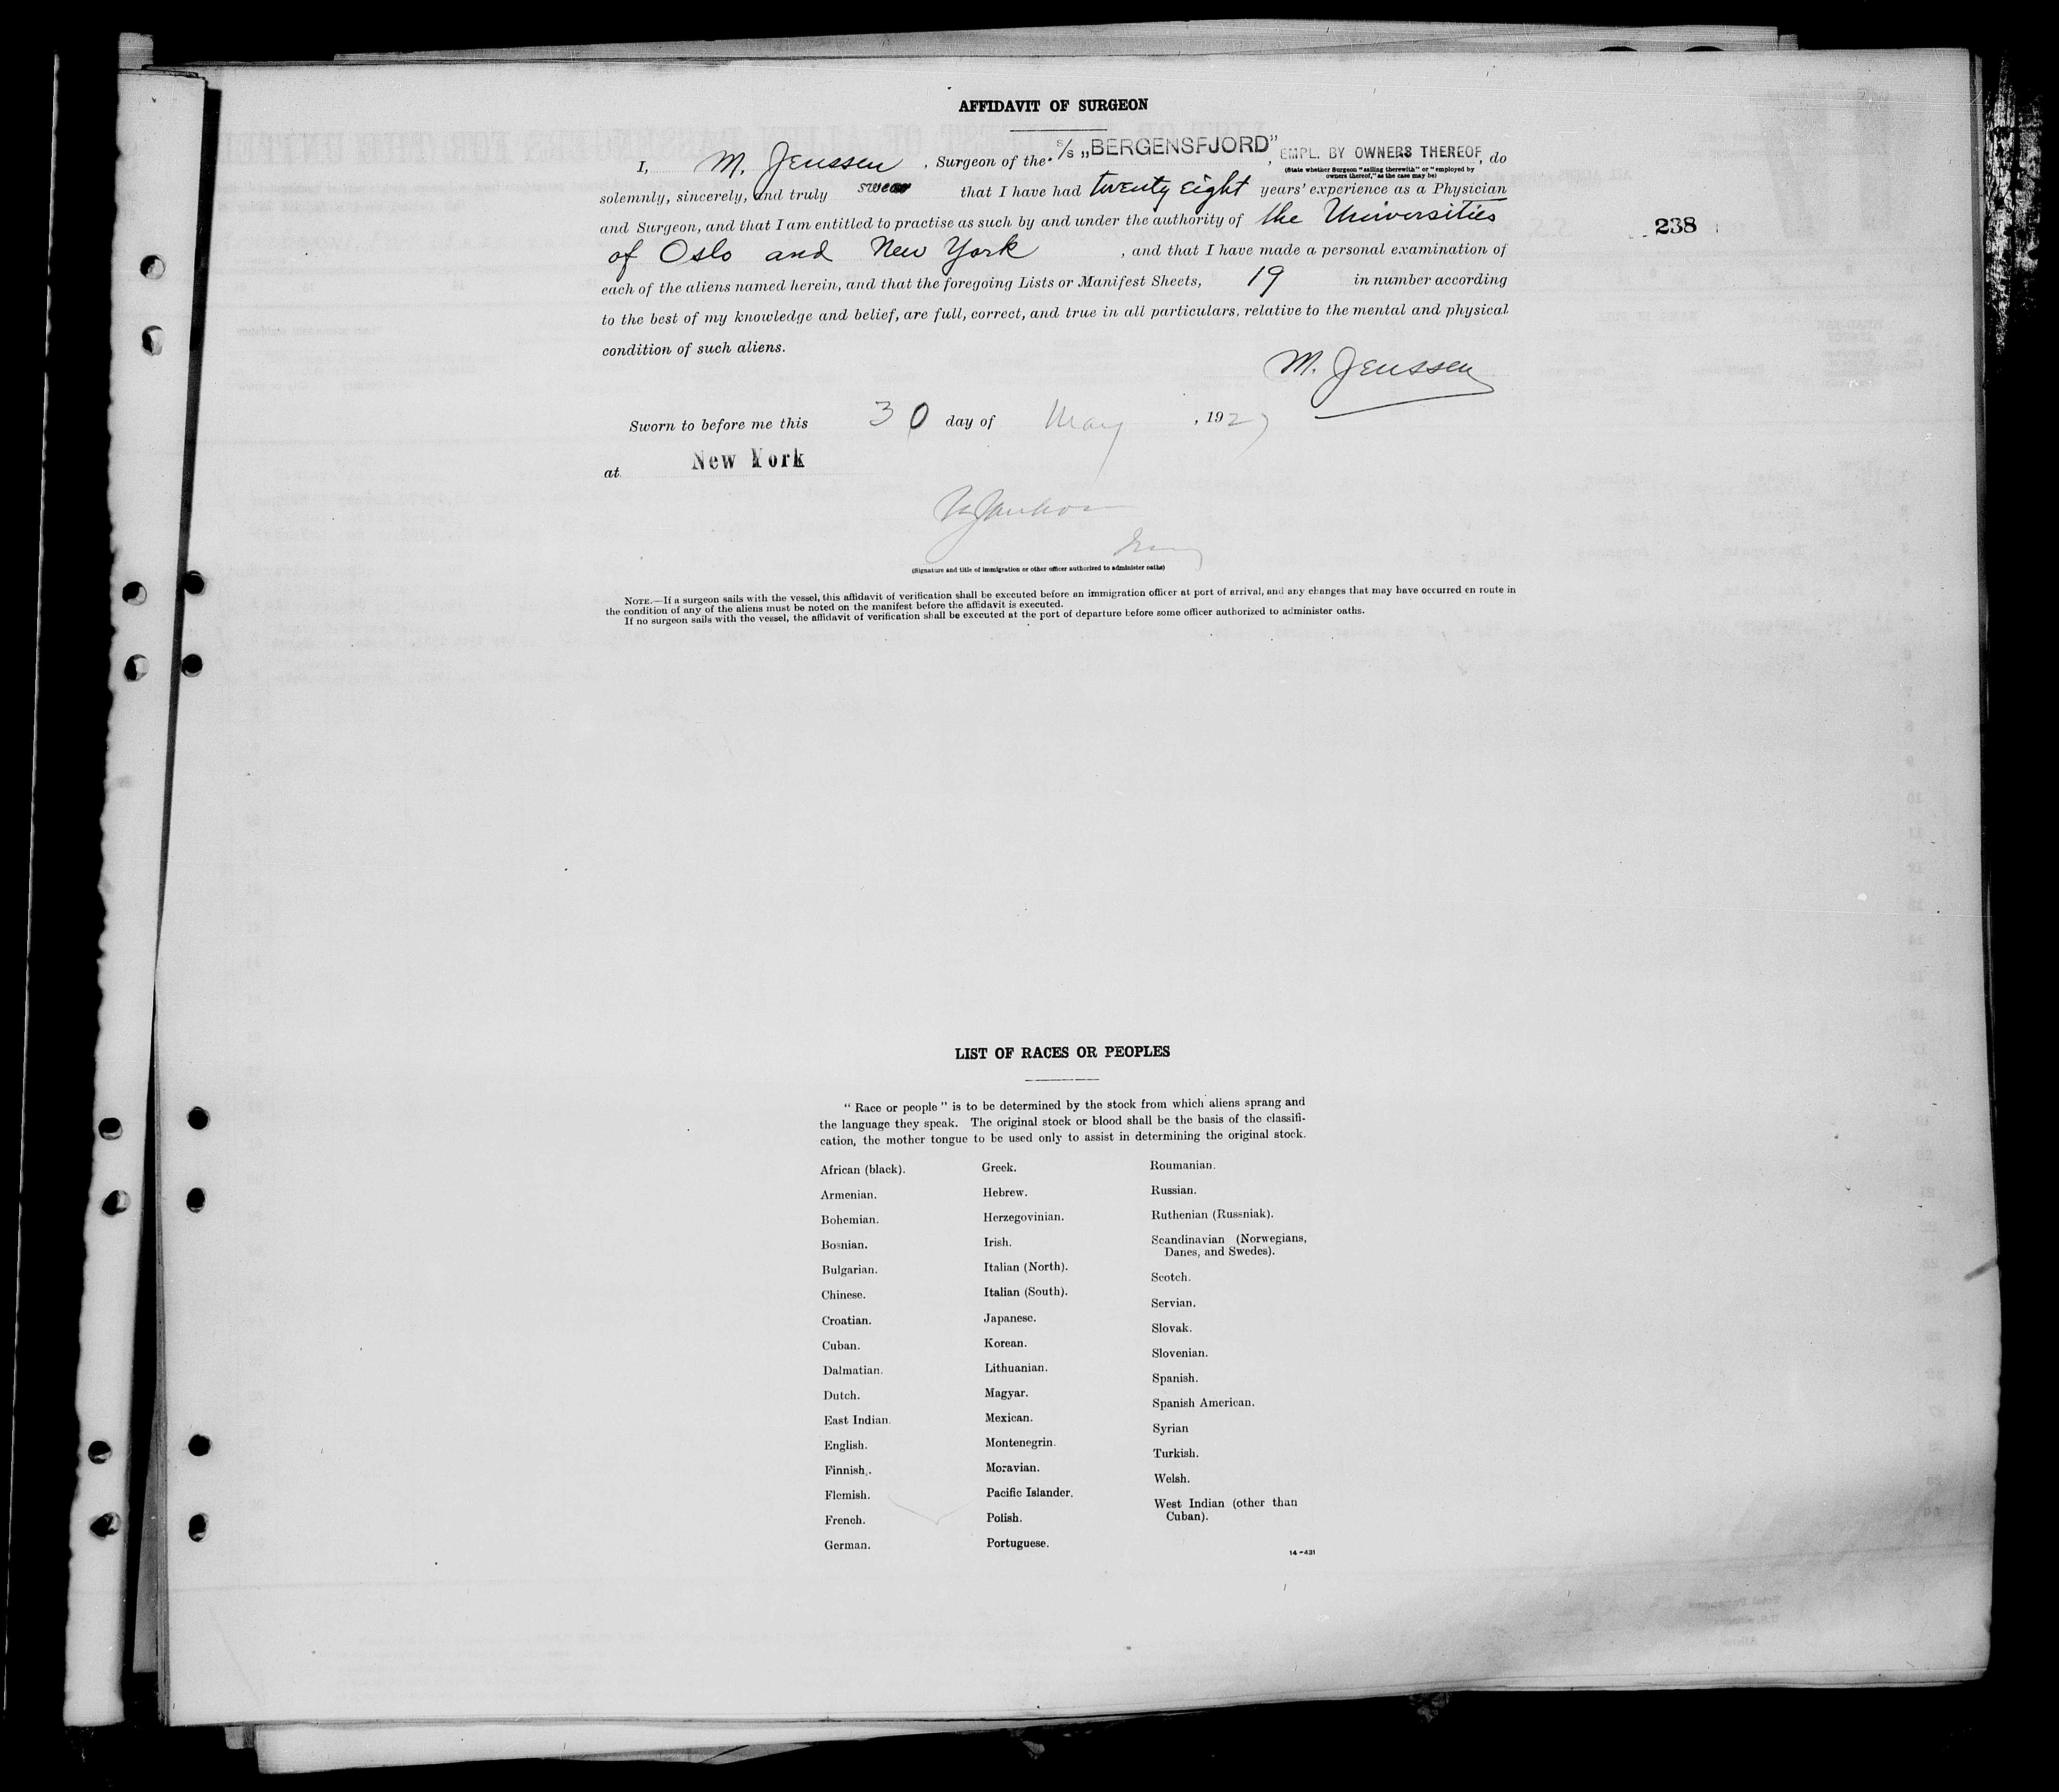 AFFIDAVIT OF SURGEON
I, M. Jenssen, Surgeon of the S/S „BERGENSFJORD”, EMPL. BY OWNERS THEREOF, do
(State whether Surgeon “sailing therewith” or “employed by
owners thereof,” as the case may be)
solemnly, sincerely, and truly swear that I have had twenty eight years' experience as a Physician
and Surgeon, and that I am entitled to practise as such by and under the authority of the Universities
238
of Oslo and New York, and that I have made a personal examination of
each of the aliens named herein, and that the foregoing Lists or Manifest Sheets, 19 in number according
to the best of my knowledge and belief, are full, correct, and true in all particulars, relative to the mental and physical
condition of such aliens.
M. Jenssen
Sworn to before me this 30 day of May, 1927
at New York
(Signature and title of immigration or other officer authorized to administer oaths)
NOTE.—If a surgeon sails with the vessel, this affidavit of verification shall be executed before an immigration officer at port of arrival, and any changes that may have occurred en route in
the condition of any of the aliens must be noted on the manifest before the affidavit is executed.
If no surgeon sails with the vessel, the affidavit of verification shall be executed at the port of departure before some officer authorized to administer oaths.
LIST OF RACES OR PEOPLES
“ Race or people ” is to be determined by the stock from which aliens sprang and
the language they speak. The original stock or blood shall be the basis of the classifi-
cation, the mother tongue to be used only to assist in determining the original stock.
African (black).
Armenian.
Bohemian.
Bosnian.
Bulgarian.
Chinese.
Croatian.
Cuban.
Dalmatian.
Dutch.
East Indian.
English.
Finnish.
Flemish.
French.
German.
Greek.
Hebrew.
Herzegovinian.
Irish.
Italian (North).
Italian (South).
Japanese.
Korean.
Lithuanian.
Magyar.
Mexican.
Montenegrin.
Moravian.
Pacific Islander.
Polish.
Portuguese.
Roumanian.
Russian.
Ruthenian (Russniak).
Scandinavian (Norwegians,
Danes, and Swedes).
Scotch.
Servian.
Slovak.
Slovenian.
Spanish.
Spanish American.
Syrian
Turkish.
Welsh.
West Indian (other than
Cuban).
14-431